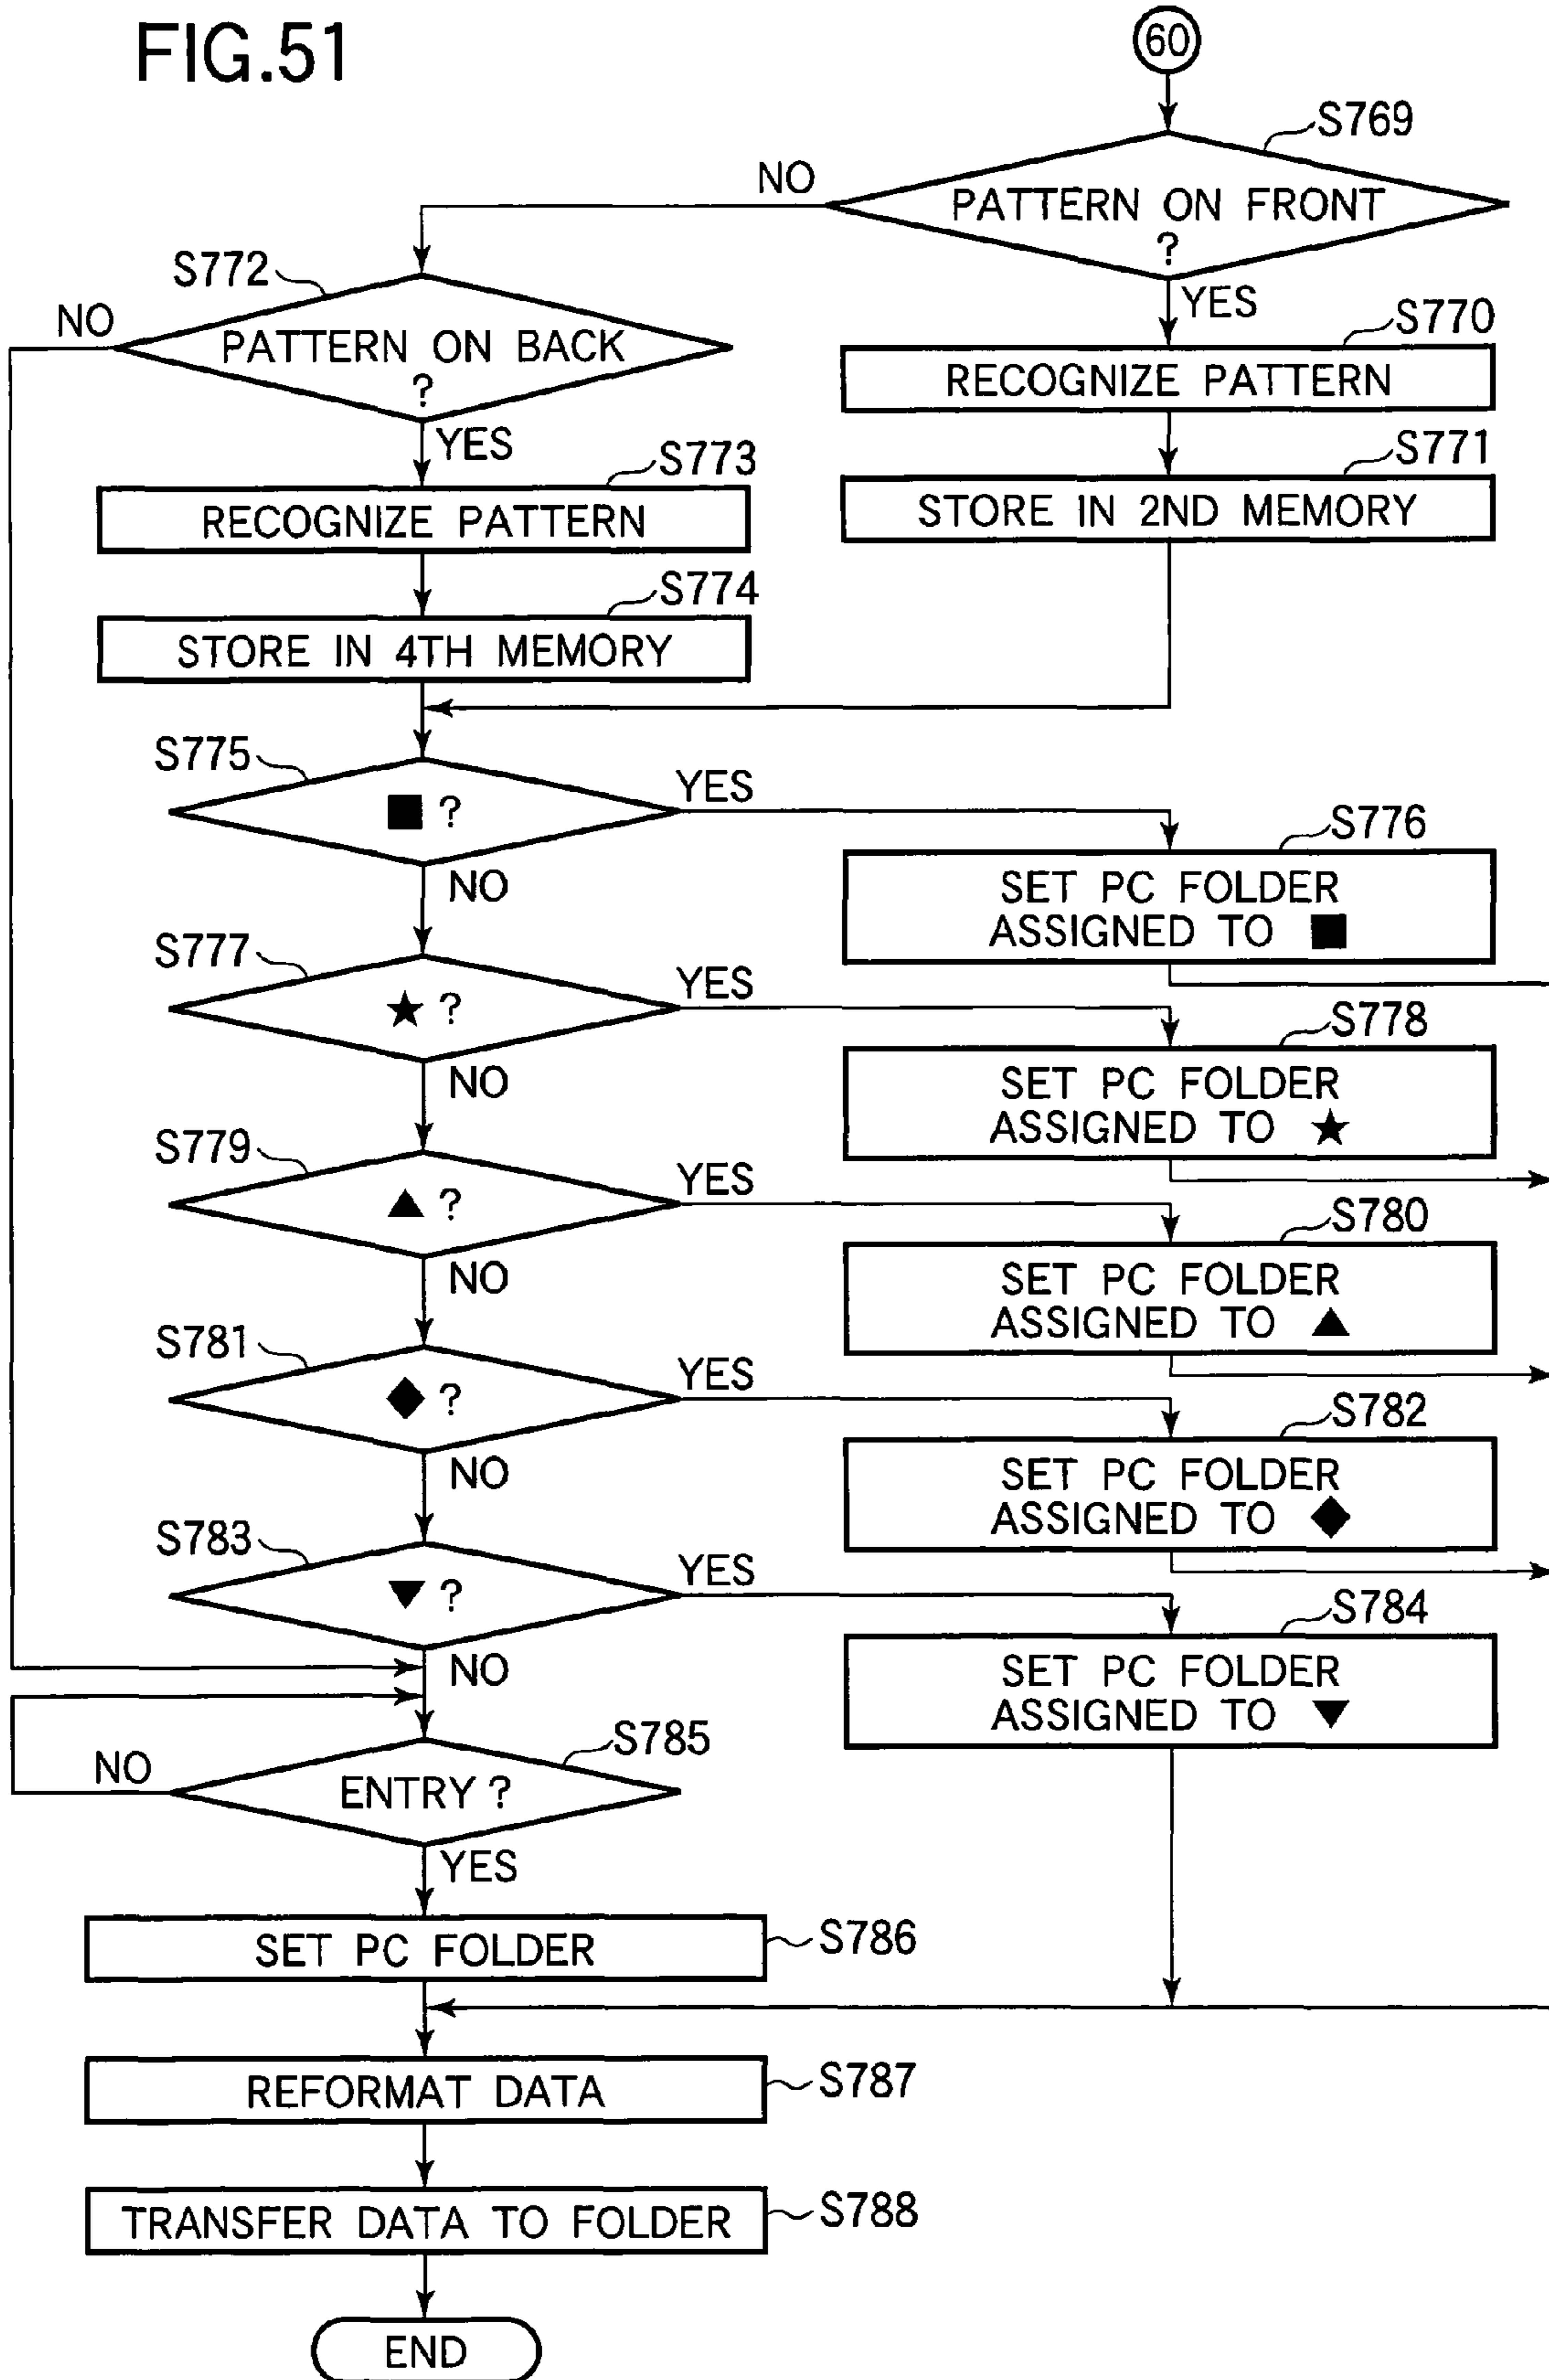 FIG.51
60
S769
NO
PATTERN ON FRONT
?
YES
S772
NO
PATTERN ON BACK
?
YES
S770
RECOGNIZE PATTERN
S771
STORE IN 2ND MEMORY
S773
RECOGNIZE PATTERN
S774
STORE IN 4TH MEMORY
S775
■ ?
YES
NO
S776
SET PC FOLDER
ASSIGNED TO ■
S777
★ ?
YES
NO
S778
SET PC FOLDER
ASSIGNED TO ★
S779
▲ ?
YES
NO
S780
SET PC FOLDER
ASSIGNED TO ▲
S781
◆ ?
YES
NO
S782
SET PC FOLDER
ASSIGNED TO ◆
S783
▼ ?
YES
NO
S784
SET PC FOLDER
ASSIGNED TO ▼
S785
NO
ENTRY ?
YES
SET PC FOLDER
S786
REFORMAT DATA
S787
TRANSFER DATA TO FOLDER
S788
END